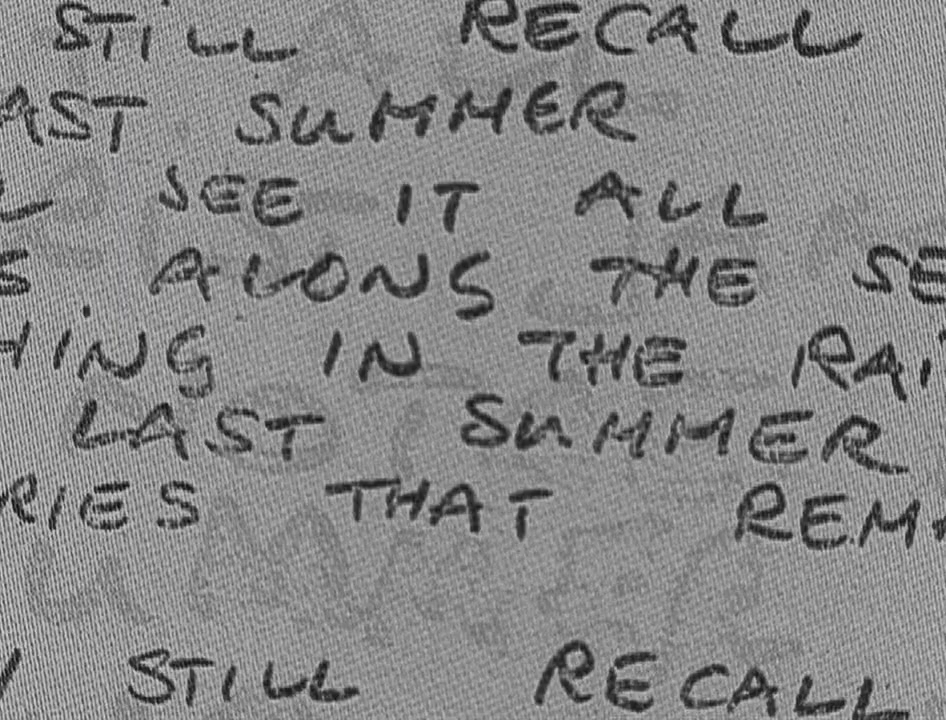 STILL RECALL
AST SUMMER
L SEE IT ALL
S ALONG THE SE
HING IN THE RAI
LAST SUMMER
RIES THAT REM
I STILL RECALL